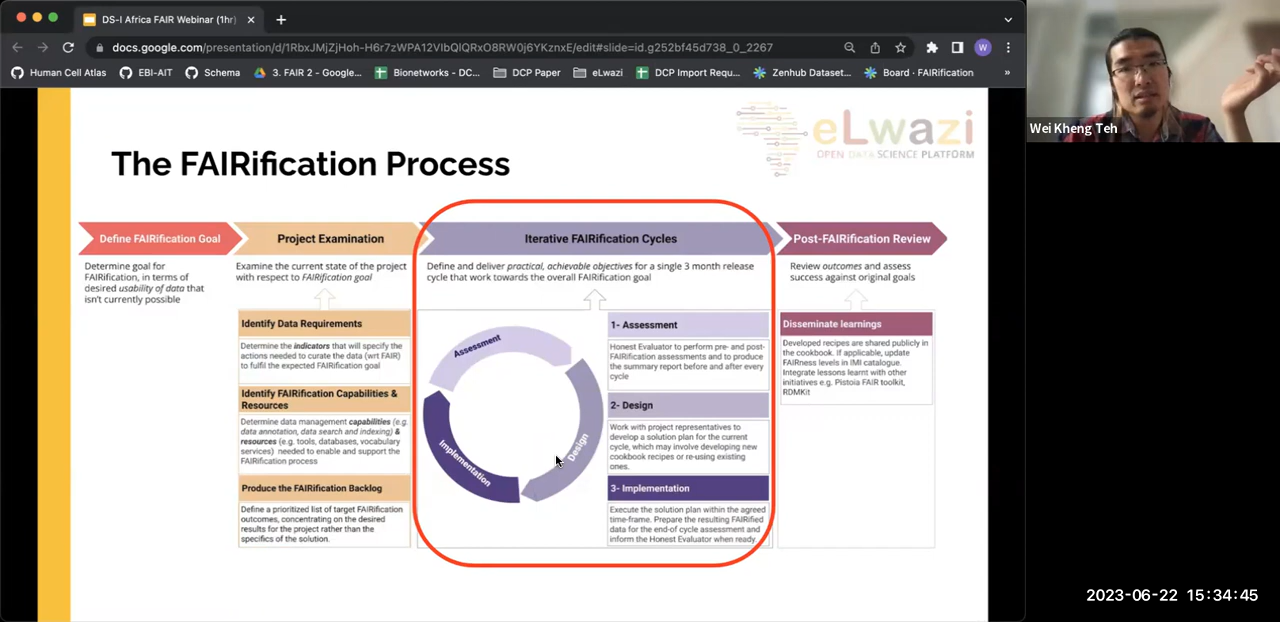 DS-I Africa FAIR Webinar (1hr)
docs.google.com/presentation/d/1RbxJMjZjHoh-H6r7zWPA12VIbQIQRxO8RW0j6YKznxE/edit#slide=id.g252bf45d738_0_2267
W
Human Cell Atlas
EBI-AIT
Schema
3. FAIR 2 - Google...
Bionetworks - DC...
DCP Paper
eLwazi
DCP Import Requ...
Zenhub Dataset...
Board · FAIRification
»
eLwazi
OPEN DATA SCIENCE PLATFORM
The FAIRification Process
Define FAIRification Goal
Determine goal for
FAIRification, in terms of
desired usability of data that
isn't currently possible
Project Examination
Examine the current state of the project
with respect to FAIRification goal
Identify Data Requirements
Determine the indicators that will specify the
actions needed to curate the data (wrt FAIR)
to fulfil the expected FAIRification goal
Identify FAIRification Capabilities &
Resources
Determine data management capabilities (e.g.
data annotation, data search and indexing) &
resources (e.g. tools, databases, vocabulary
services) needed to enable and support the
FAIRification process
Produce the FAIRification Backlog
Define a prioritized list of target FAIRification
outcomes, concentrating on the desired
results for the project rather than the
specifics of the solution.
Iterative FAIRification Cycles
Define and deliver practical, achievable objectives for a single 3 month release
cycle that work towards the overall FAIRification goal
Assessment
Design
Implementation
1- Assessment
Honest Evaluator to perform pre- and post-
FAIRification assessments and to produce
the summary report before and after every
cycle
2- Design
Work with project representatives to
develop a solution plan for the current
cycle, which may involve developing new
cookbook recipes or re-using existing
ones.
3- Implementation
Execute the solution plan within the agreed
time-frame. Prepare the resulting FAIRified
data for the end-of cycle assessment and
inform the Honest Evaluator when ready.
Post-FAIRification Review
Review outcomes and assess
success against original goals
Disseminate learnings
Developed recipes are shared publicly in
the cookbook. If applicable, update
FAIRness levels in IMI catalogue.
Integrate lessons learnt with other
initiatives e.g. Pistoia FAIR toolkit,
RDMKit
Wei Kheng Teh
2023-06-22 15:34:45